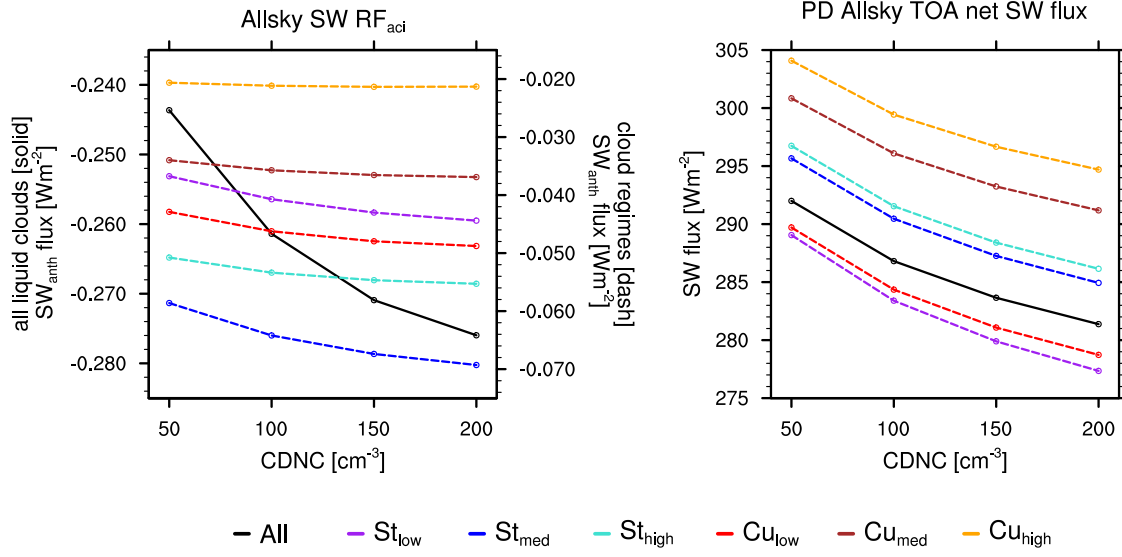 Allsky SW RFaci
PD Allsky TOA net SW flux
all liquid clouds [solid]
SWanth flux [Wm-2]
-0.240
-0.250
-0.260
-0.270
-0.280
-0.020
-0.030
-0.040
-0.050
-0.060
-0.070
cloud regimes [dash]
SWanth flux [Wm-2]
50 100 150 200
CDNC [cm-3]
SW flux [Wm-2]
305
300
295
290
285
280
275
50 100 150 200
CDNC [cm-3]
All Stlow Stmed Sthigh Culow Cumed Cuhigh